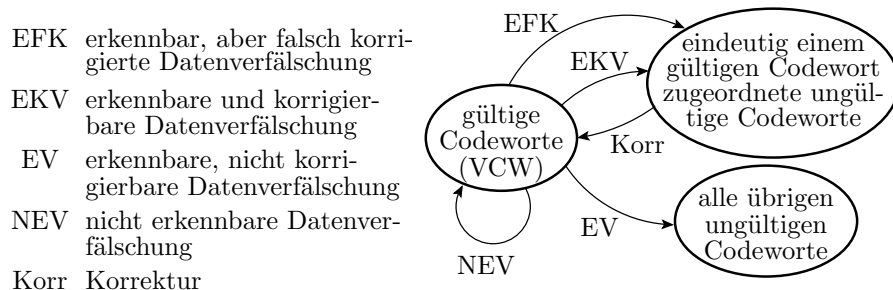 EFK erkennbar, aber falsch korri-
gierte Datenverfälschung
EKV erkennbare und korrigier-
bare Datenverfälschung
EV erkennbare, nicht korri-
gierbare Datenverfälschung
NEV nicht erkennbare Datenver-
fälschung
Korr Korrektur
EFK
EKV
Korr
EV
NEV
gültige
Codeworte
(VCW)
eindeutig einem
gültigen Codewort
zugeordnete ungül-
tige Codeworte
alle übrigen
ungültigen
Codeworte